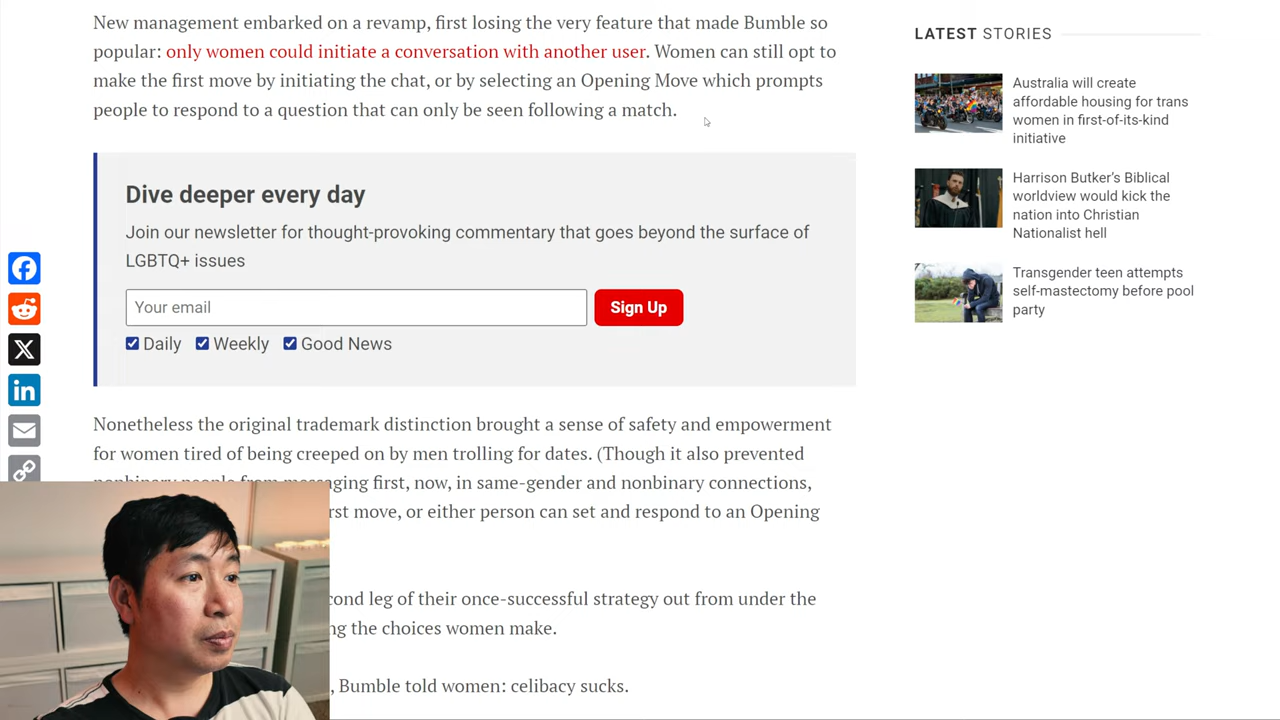 New management embarked on a revamp, first losing the very feature that made Bumble so
popular: only women could initiate a conversation with another user. Women can still opt to
make the first move by initiating the chat, or by selecting an Opening Move which prompts
people to respond to a question that can only be seen following a match.
Dive deeper every day
Join our newsletter for thought-provoking commentary that goes beyond the surface of
LGBTQ+ issues
Your email
Sign Up
Daily
Weekly
Good News
Nonetheless the original trademark distinction brought a sense of safety and empowerment
for women tired of being creeped on by men trolling for dates. (Though it also prevented
nonbinary people from messaging first, now, in same-gender and nonbinary connections,
rst move, or either person can set and respond to an Opening
ond leg of their once-successful strategy out from under the
ng the choices women make.
, Bumble told women: celibacy sucks.
LATEST STORIES
Australia will create
affordable housing for trans
women in first-of-its-kind
initiative
Harrison Butker's Biblical
worldview would kick the
nation into Christian
Nationalist hell
Transgender teen attempts
self-mastectomy before pool
party